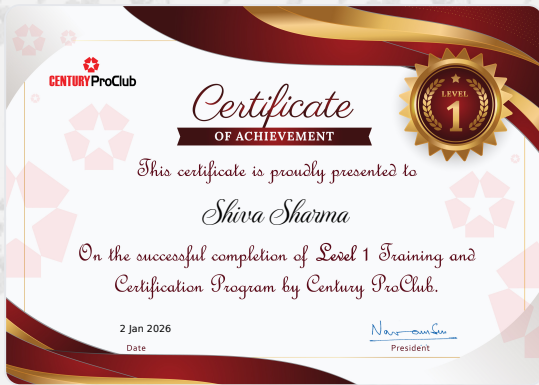 CENTURY ProClub
Certificate
OF ACHIEVEMENT
LEVEL
1
This certificate is proudly presented to
Shiva Sharma
On the successful completion of Level 1 Training and
Certification Program by Century ProClub.
2 Jan 2026
Date
President